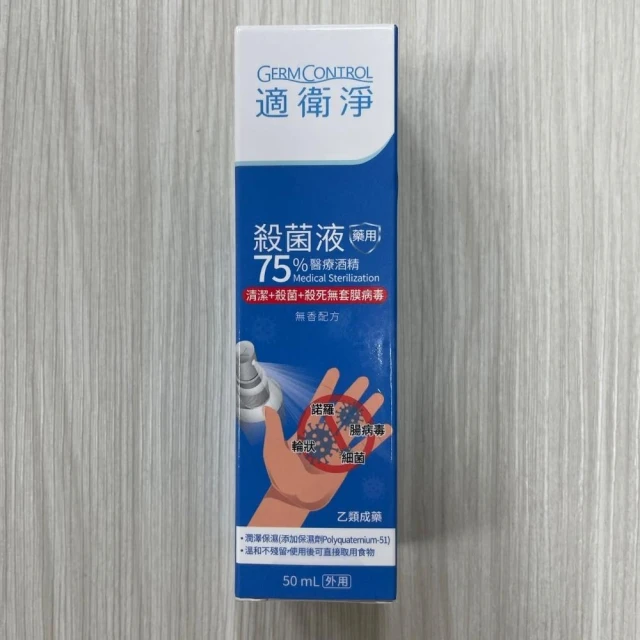 GERMCONTROL
適衛淨
殺菌液 藥用
75%醫療酒精
Medical Sterilization
清潔+殺菌+殺死無套膜病毒
無香配方
諾羅
腸病毒
輪狀
細菌
乙類成藥
•潤澤保濕(添加保濕劑Polyquaternium-51)
•溫和不殘留,使用後可直接取用食物
50 mL 外用